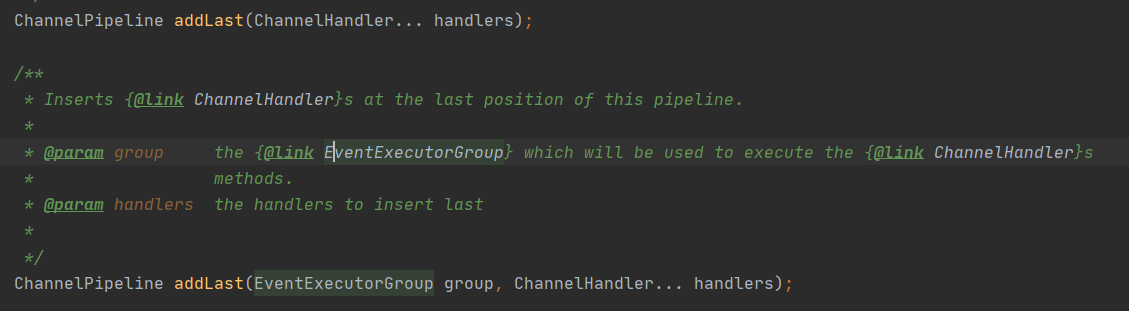 ChannelPipeline addLast(ChannelHandler... handlers);
/**
* Inserts {@link ChannelHandler}s at the last position of this pipeline.
*
* @param group     the {@link EventExecutorGroup} which will be used to execute the {@link ChannelHandler}s
*                  methods.
* @param handlers  the handlers to insert last
*
*/
ChannelPipeline addLast(EventExecutorGroup group, ChannelHandler... handlers);